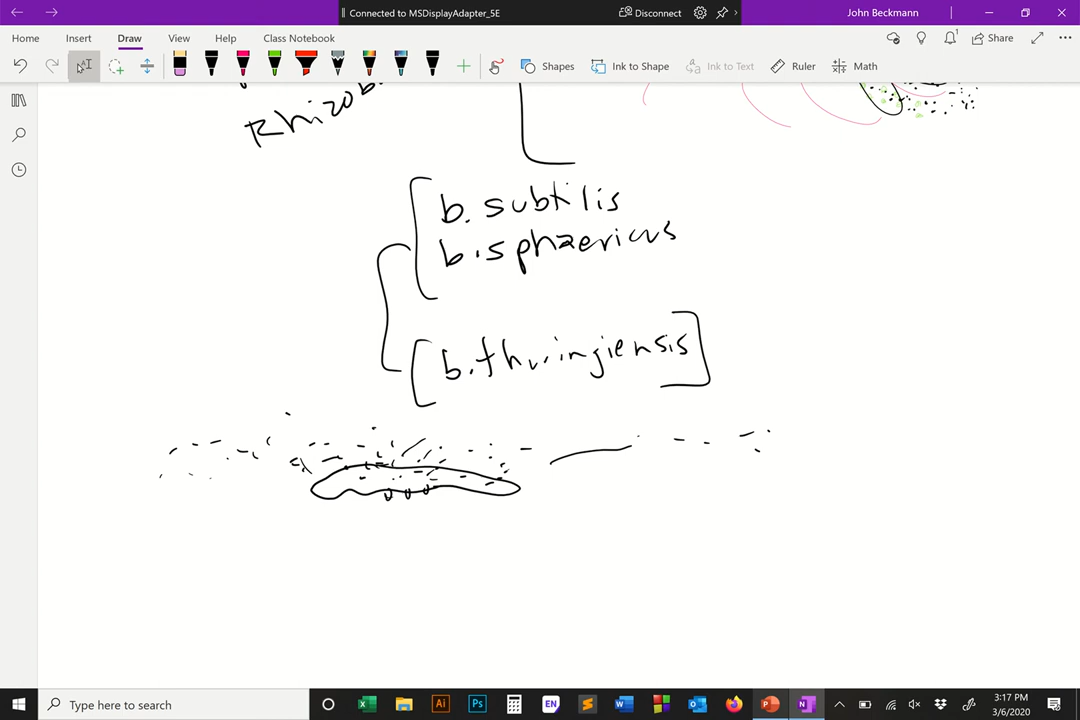 Connected to MSDisplayAdapter_5E
Disconnect
John Beckmann
Home Insert Draw View Help Class Notebook
Share
Shapes Ink to Shape Ink to Text Ruler Math
b. subtilis
b. sphaericus
[b. thuringiensis]
Type here to search
3:17 PM
3/6/2020